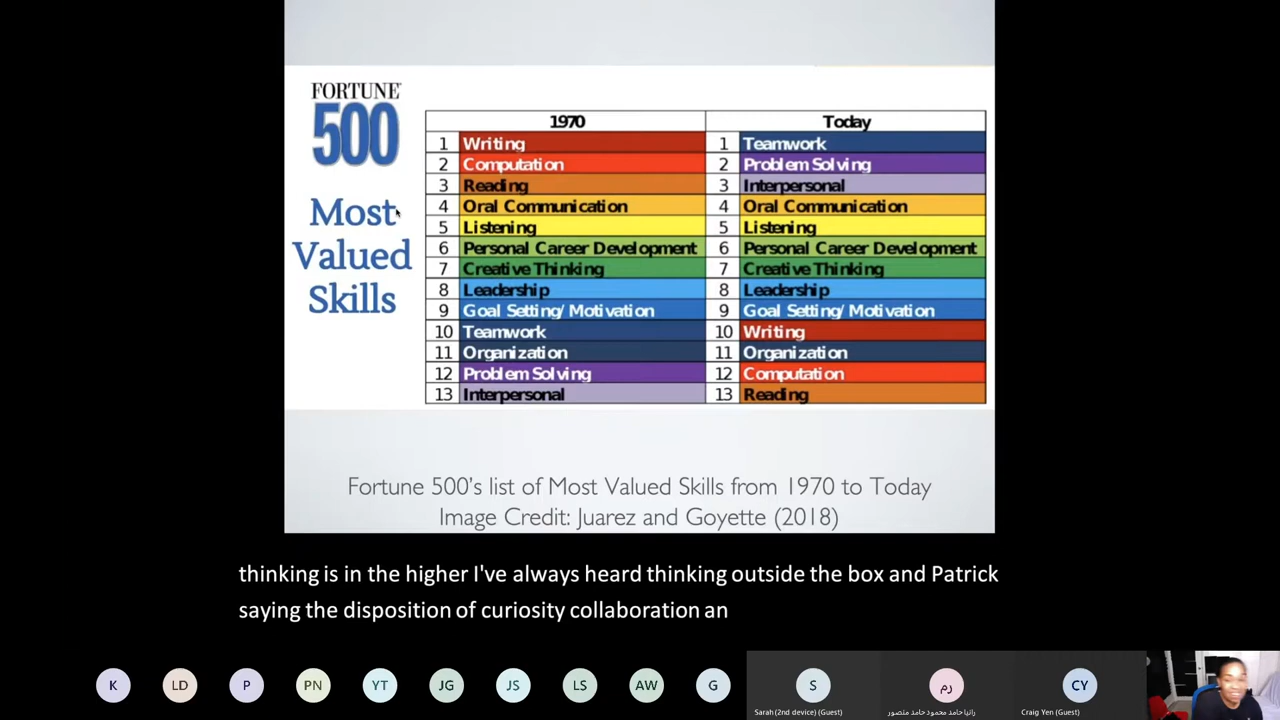 FORTUNE
500
Most
Valued
Skills
1970 Today
1 Writing 1 Teamwork
2 Computation 2 Problem Solving
3 Reading 3 Interpersonal
4 Oral Communication 4 Oral Communication
5 Listening 5 Listening
6 Personal Career Development 6 Personal Career Development
7 Creative Thinking 7 Creative Thinking
8 Leadership 8 Leadership
9 Goal Setting/ Motivation 9 Goal Setting/ Motivation
10 Teamwork 10 Writing
11 Organization 11 Organization
12 Problem Solving 12 Computation
13 Interpersonal 13 Reading
Fortune 500's list of Most Valued Skills from 1970 to Today
Image Credit: Juarez and Goyette (2018)
thinking is in the higher I've always heard thinking outside the box and Patrick
saying the disposition of curiosity collaboration an
K LD P PN YT JG JS LS AW G S رم CY
Sarah (2nd device) (Guest) رانيا حامد محمود حامد منصور Craig Yen (Guest)